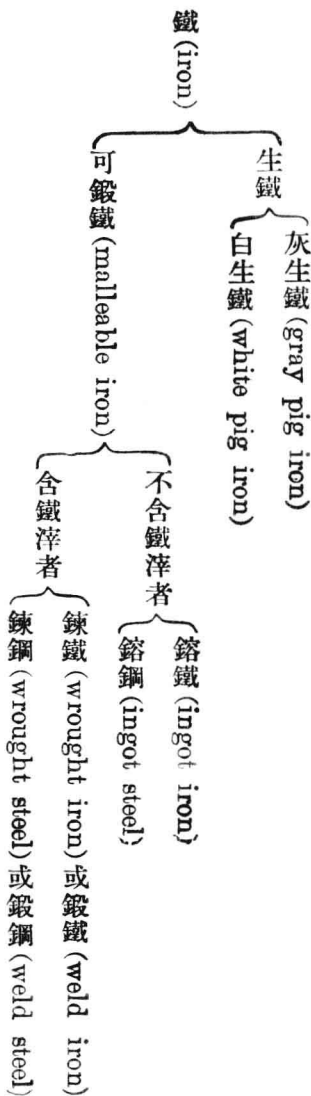 鐵(iron)
生鐵
灰生鐵(gray pig iron)
白生鐵(white pig iron)
可鍛鐵(malleable iron)
不含鐵滓者
鎔鐵(ingot iron)
鎔鋼(ingot steel)
含鐵滓者
鍊鐵(wrought iron)或鍛鐵(weld iron)
鍊鋼(wrought steel)或鍛鋼(weld steel)